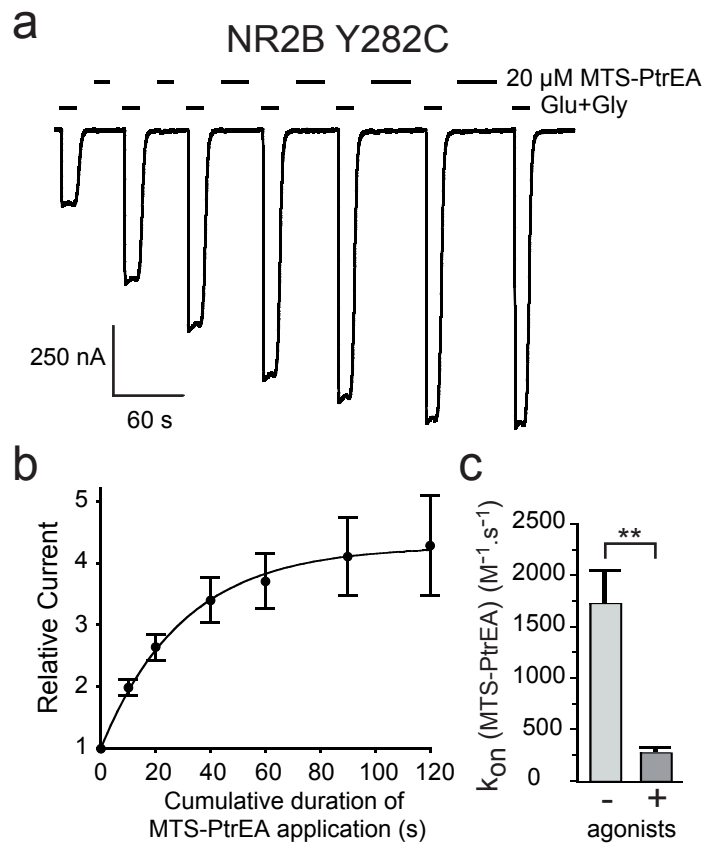 a
NR2B Y282C
20 µM MTS-PtrEA
Glu+Gly
250 nA
60 s
b
Relative Current
5
4
3
2
1
0 20 40 60 80 100 120
Cumulative duration of
MTS-PtrEA application (s)
c
kon (MTS-PtrEA) (M⁻¹.s⁻¹)
**
2500
2000
1500
1000
500
0
- +
agonists